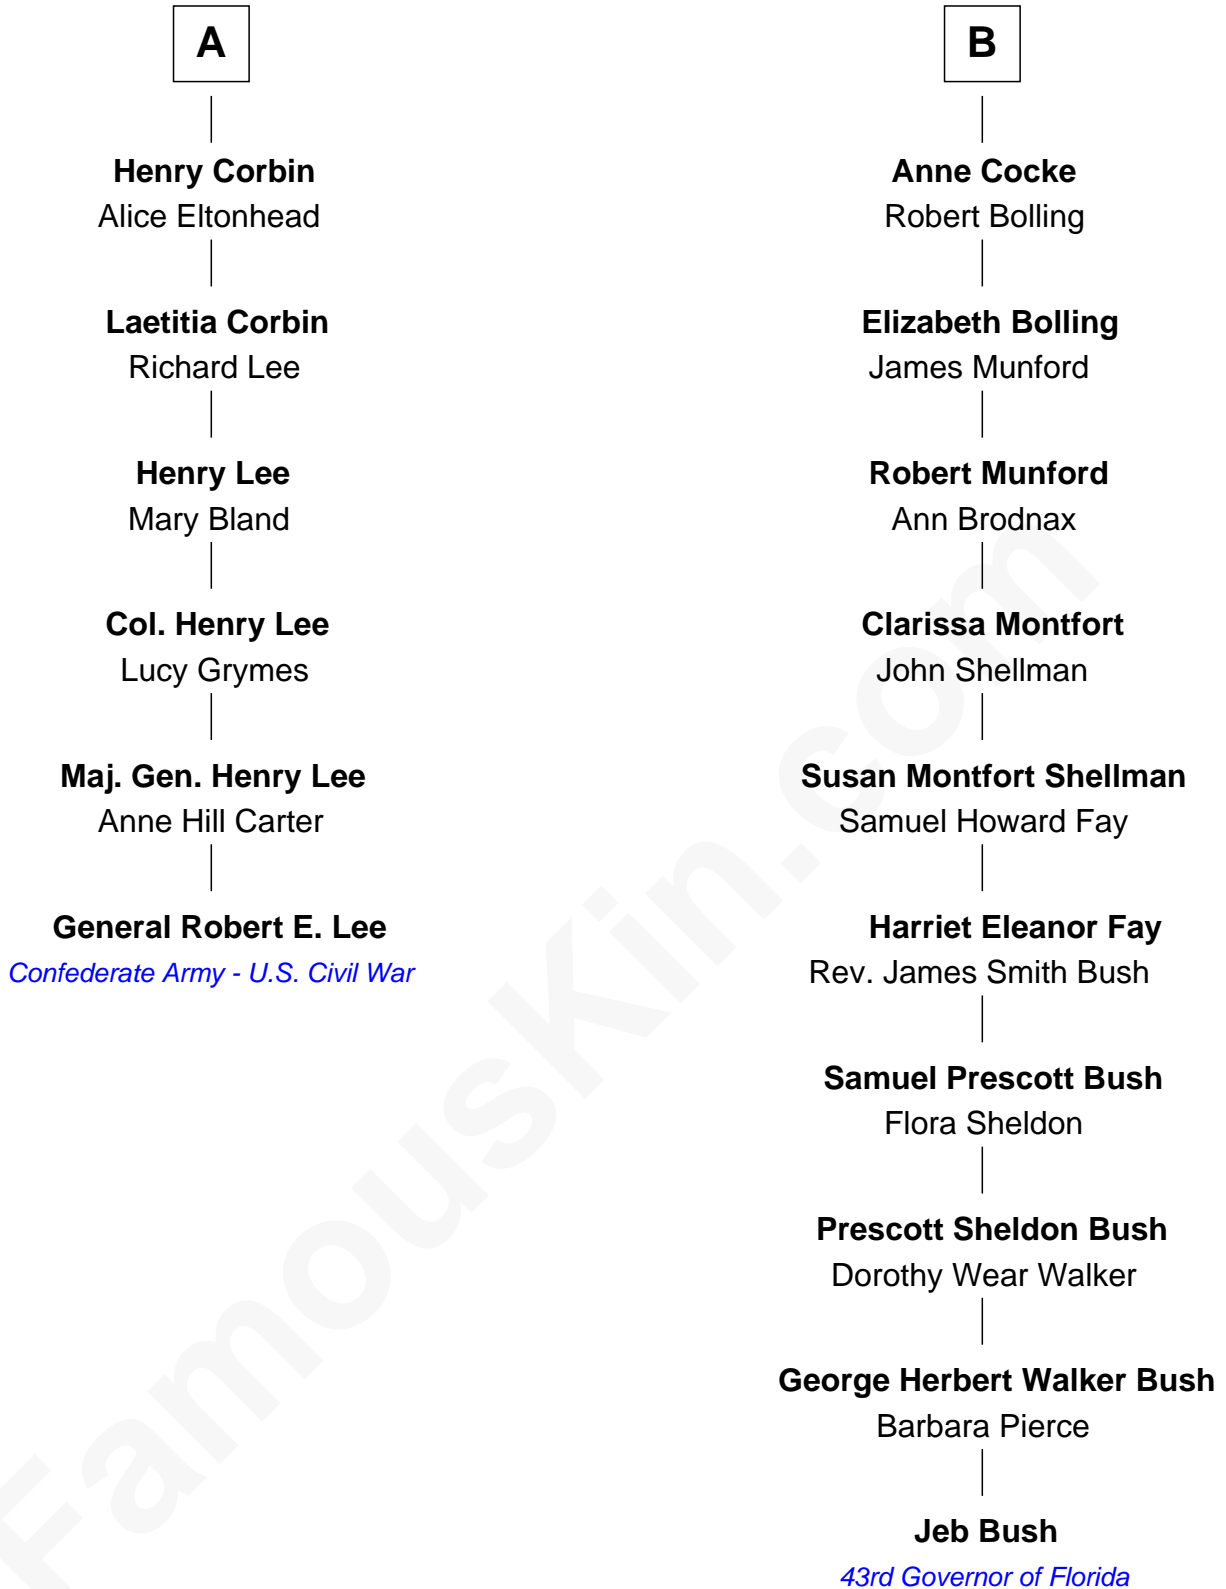 A
Henry Corbin
Alice Eltonhead
Laetitia Corbin
Richard Lee
Henry Lee
Mary Bland
Col. Henry Lee
Lucy Grymes
Maj. Gen. Henry Lee
Anne Hill Carter
General Robert E. Lee
Confederate Army - U.S. Civil War
B
Anne Cocke
Robert Bolling
Elizabeth Bolling
James Munford
Robert Munford
Ann Brodnax
Clarissa Montfort
John Shellman
Susan Montfort Shellman
Samuel Howard Fay
Harriet Eleanor Fay
Rev. James Smith Bush
Samuel Prescott Bush
Flora Sheldon
Prescott Sheldon Bush
Dorothy Wear Walker
George Herbert Walker Bush
Barbara Pierce
Jeb Bush
43rd Governor of Florida
FamousKin.com